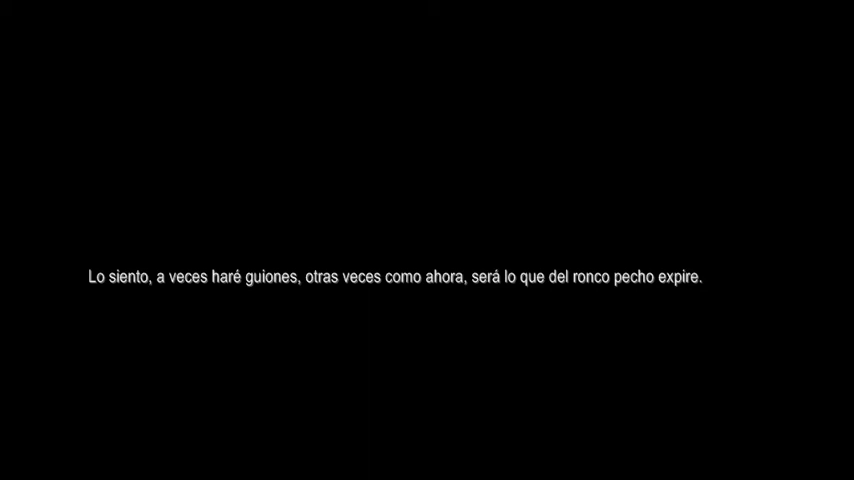 Lo siento, a veces haré guiones, otras veces como ahora, será lo que del ronco pecho expire.